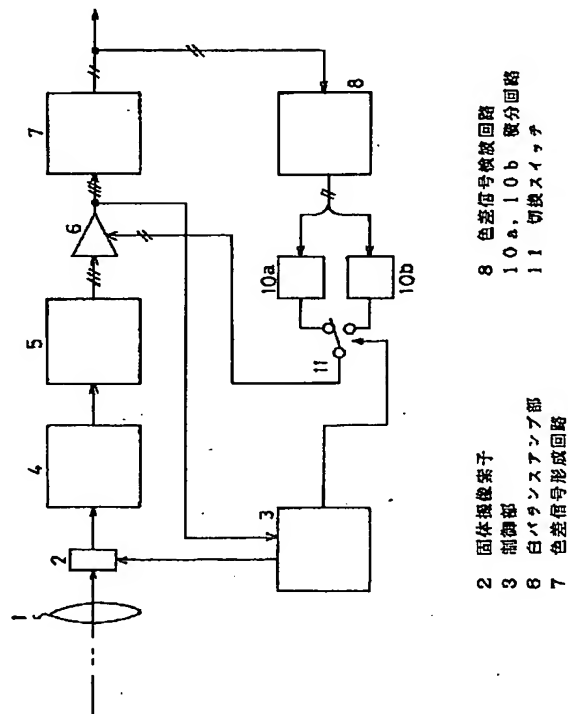 1
2
4
5
6
7
3
11
10a
10b
8
2 固体撮像素子
3 制御部
6 白バランスアンプ部
7 色差信号形成回路
8 色差信号検波回路
10a, 10b 積分回路
11 切換スイッチ